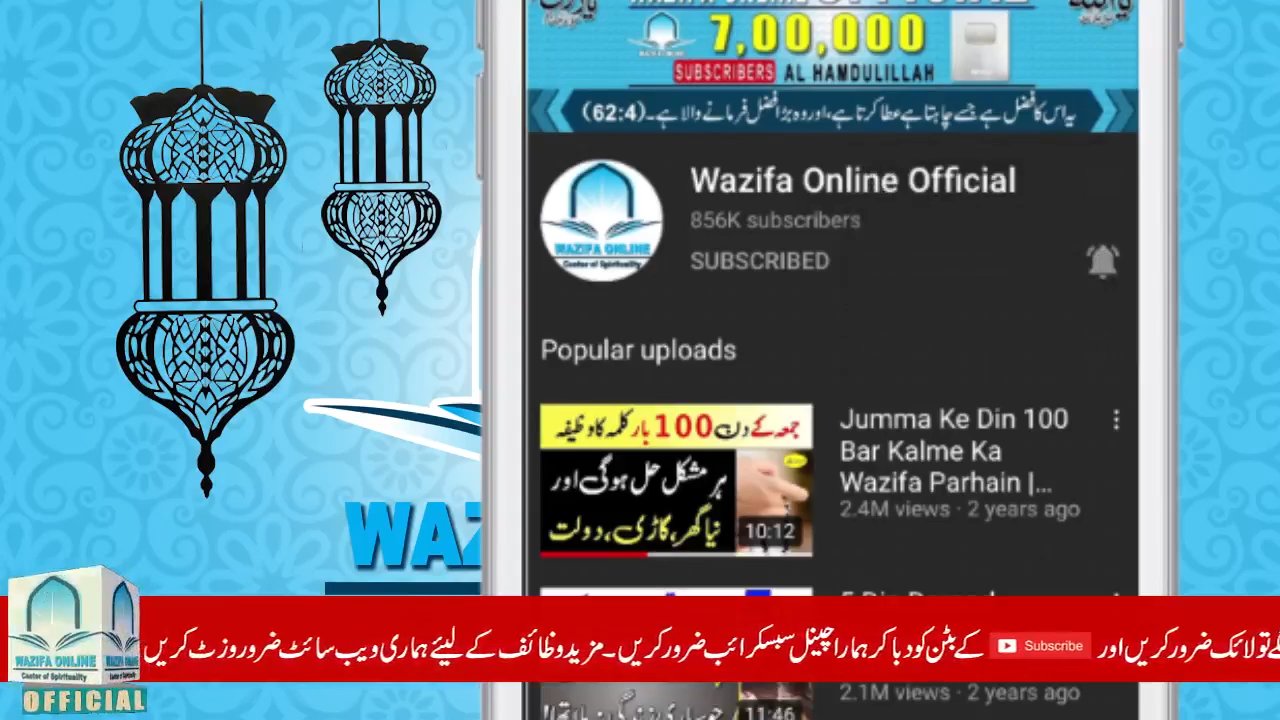 7,00,000
SUBSCRIBERS AL HAMDULILLAH
یہ اس کا فضل ہے جسے چاہتا ہے عطا کرتا ہے، اور وہ بڑا فضل فرمانے والا ہے۔(62:4)
WAZIFA ONLINE
Center of Spirituality
Wazifa Online Official
856K subscribers
SUBSCRIBED
Popular uploads
جمعہ کے دن 100 بار کلمہ کا وظیفہ
ہر مشکل حل ہوگی اور
نیا گھر، گاڑی، دولت
10:12
Jumma Ke Din 100
Bar Kalme Ka
Wazifa Parhain |...
2.4M views · 2 years ago
WAZ
تو لائک ضرور کریں اور Subscribe کے بٹن کو دبا کر ہمارا چینل سبسکرائب ضرور کریں۔ مزید وظائف کے لیئے ہماری ویب سائٹ ضرور وزٹ کریں
WAZIFA ONLINE
Center of Spirituality
OFFICIAL
2.1M views · 2 years ago
11:46